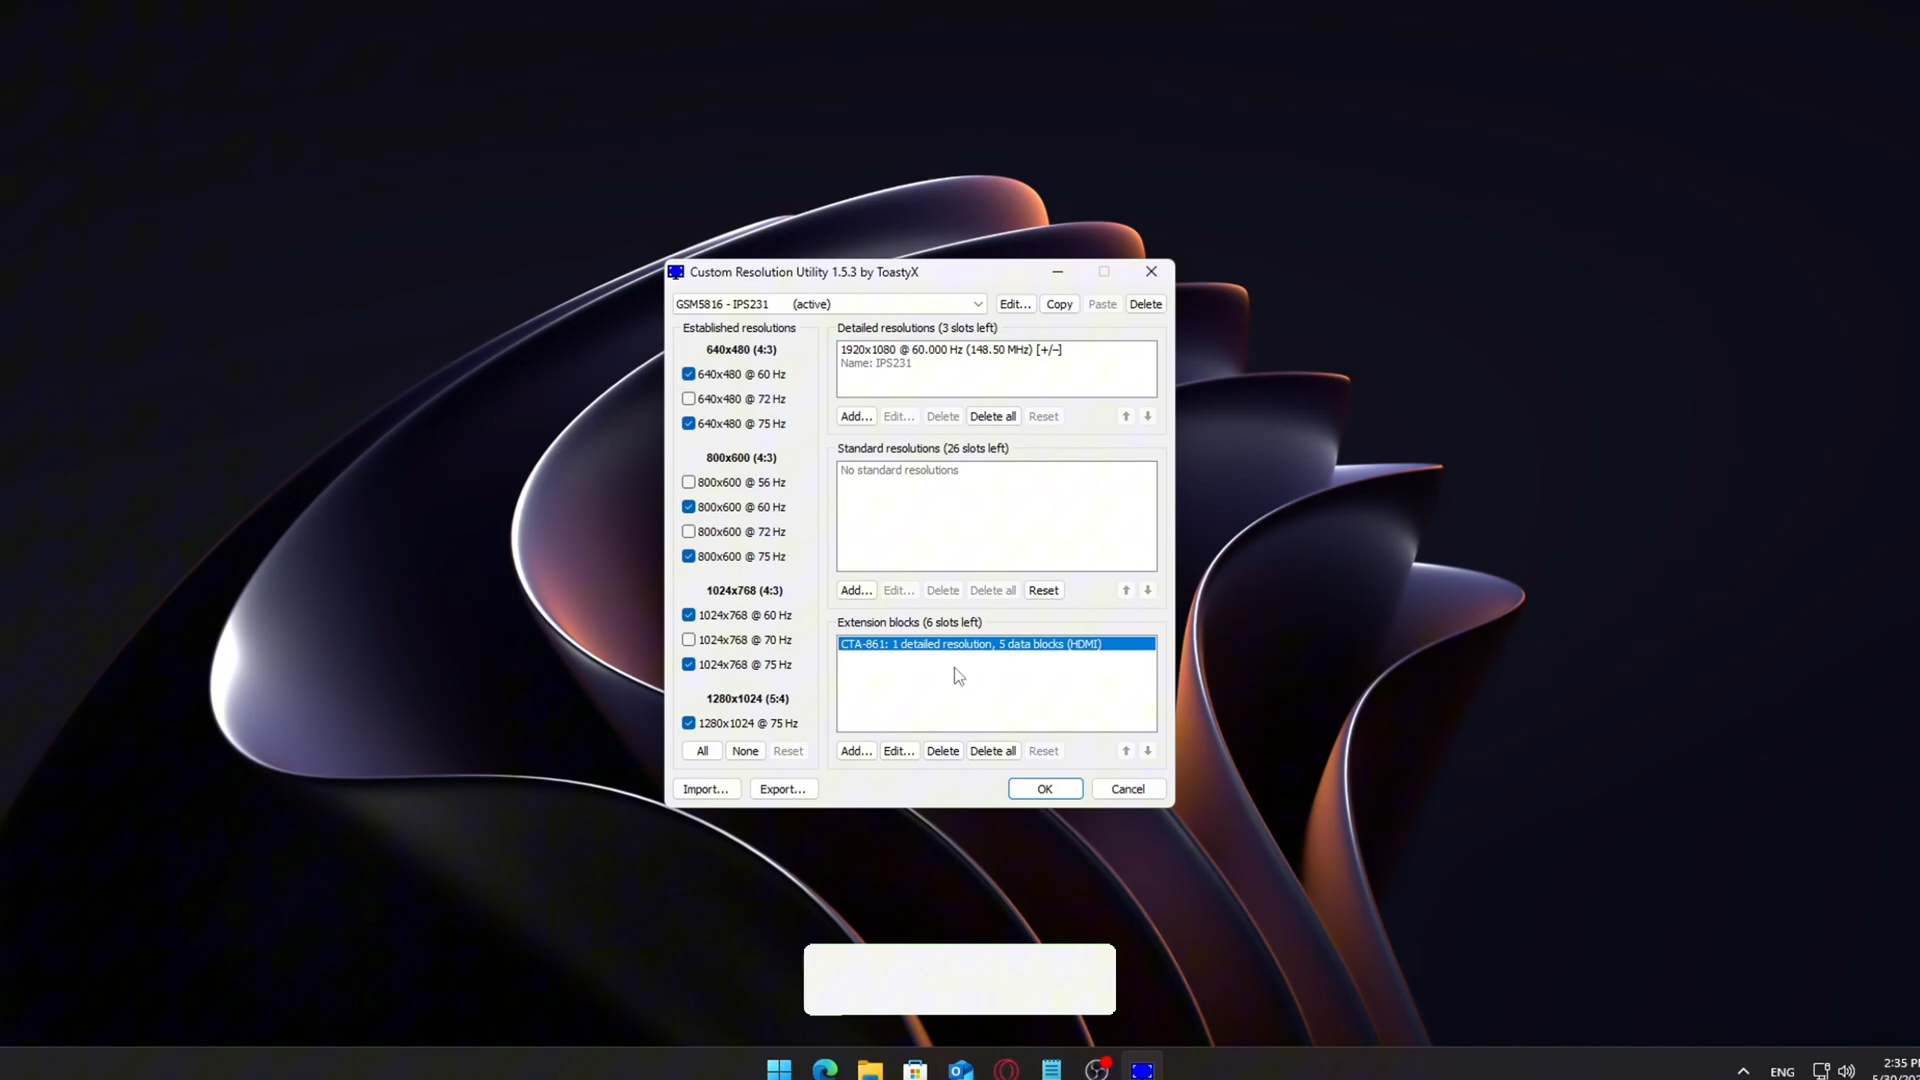 Custom Resolution Utility 1.5.3 by ToastyX
GSM5816 - IPS231 (active)
Edit...
Copy
Paste
Delete
Established resolutions
640x480 (4:3)
640x480 @ 60 Hz
640x480 @ 72 Hz
640x480 @ 75 Hz
800x600 (4:3)
800x600 @ 56 Hz
800x600 @ 60 Hz
800x600 @ 72 Hz
800x600 @ 75 Hz
1024x768 (4:3)
1024x768 @ 60 Hz
1024x768 @ 70 Hz
1024x768 @ 75 Hz
1280x1024 (5:4)
1280x1024 @ 75 Hz
All
None
Reset
Detailed resolutions (3 slots left)
1920x1080 @ 60.000 Hz (148.50 MHz) [+/-]
Name: IPS231
Add...
Edit...
Delete
Delete all
Reset
Standard resolutions (26 slots left)
No standard resolutions
Add...
Edit...
Delete
Delete all
Reset
Extension blocks (6 slots left)
CTA-861: 1 detailed resolution, 5 data blocks (HDMI)
Add...
Edit...
Delete
Delete all
Reset
Import...
Export...
OK
Cancel
ENG
2:35